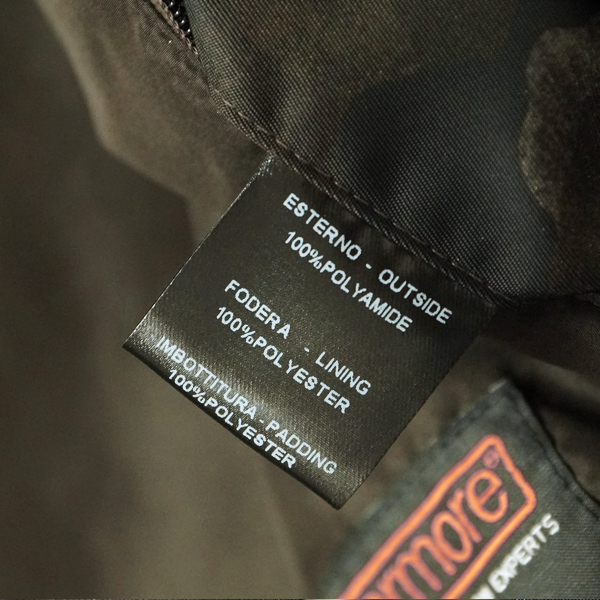 ESTERNO - OUTSIDE
100%POLYAMIDE
FODERA - LINING
100%POLYESTER
IMBOTTITURA-PADDING
100%POLYESTER
EXPERTS